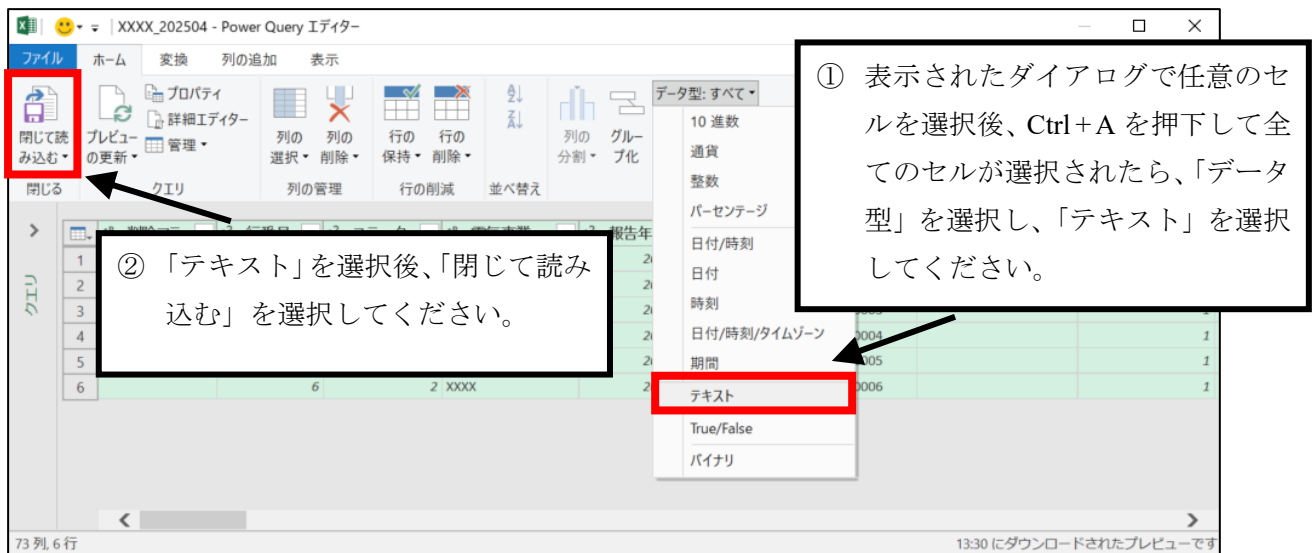 XXXX_202504 - Power Query エディター
ファイル ホーム 変換 列の追加 表示
閉じて読み込む
プレビューの更新
プロパティ
詳細エディター
管理
列の選択
列の削除
行の保持
行の削除
列の分割
グループ化
データ型: すべて
閉じる クエリ 列の管理 行の削減 並べ替え
10 進数
通貨
整数
パーセンテージ
日付/時刻
日付
時刻
日付/時刻/タイムゾーン
期間
テキスト
True/False
バイナリ
① 表示されたダイアログで任意のセ
ルを選択後、Ctrl+A を押下して全
てのセルが選択されたら、「データ
型」を選択し、「テキスト」を選択
してください。
② 「テキスト」を選択後、「閉じて読み
込む」を選択してください。
クエリ
報告年
1
2
3
4 0004 1
5 005 1
6 6 2 XXXX 0006 1
73 列, 6 行
13:30 にダウンロードされたプレビューです